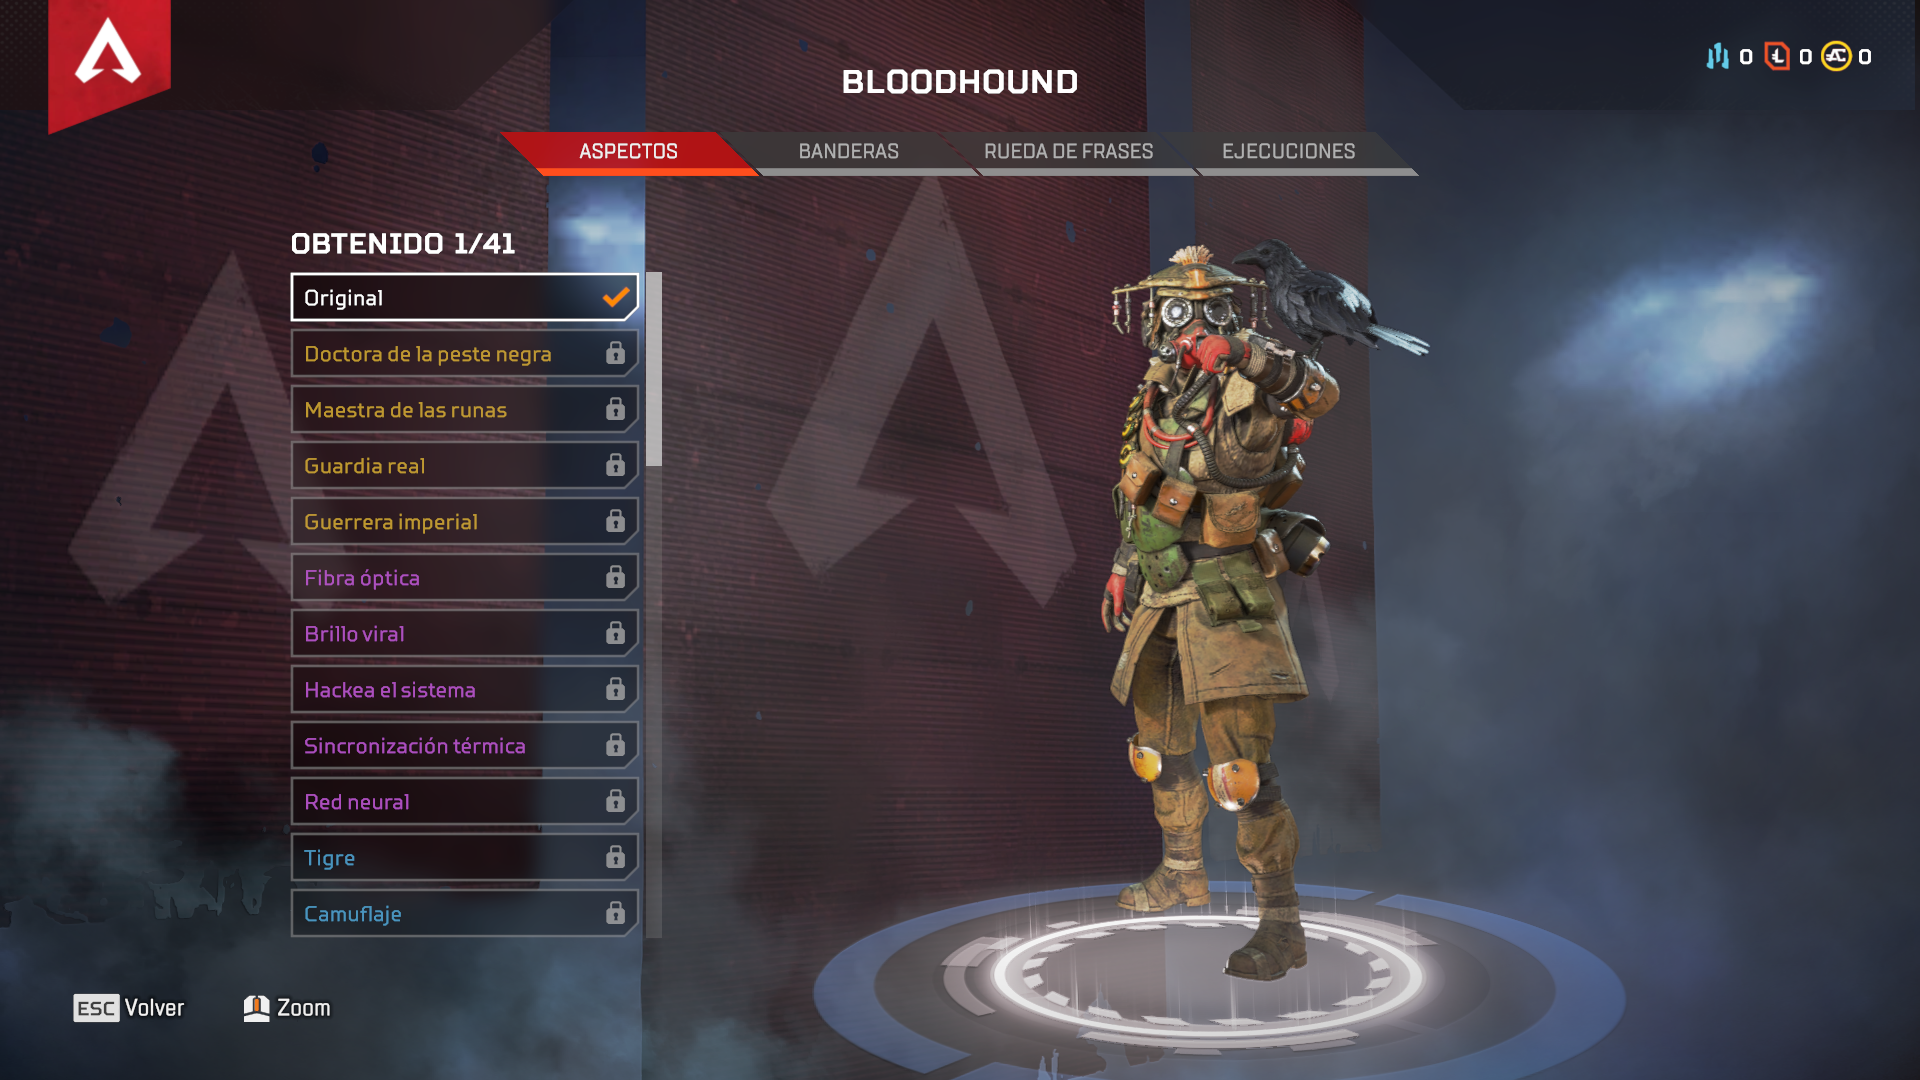 0 0 0
BLOODHOUND
ASPECTOS BANDERAS RUEDA DE FRASES EJECUCIONES
OBTENIDO 1/41
Original
Doctora de la peste negra
Maestra de las runas
Guardia real
Guerrera imperial
Fibra óptica
Brillo viral
Hackea el sistema
Sincronización térmica
Red neural
Tigre
Camuflaje
ESC Volver Zoom